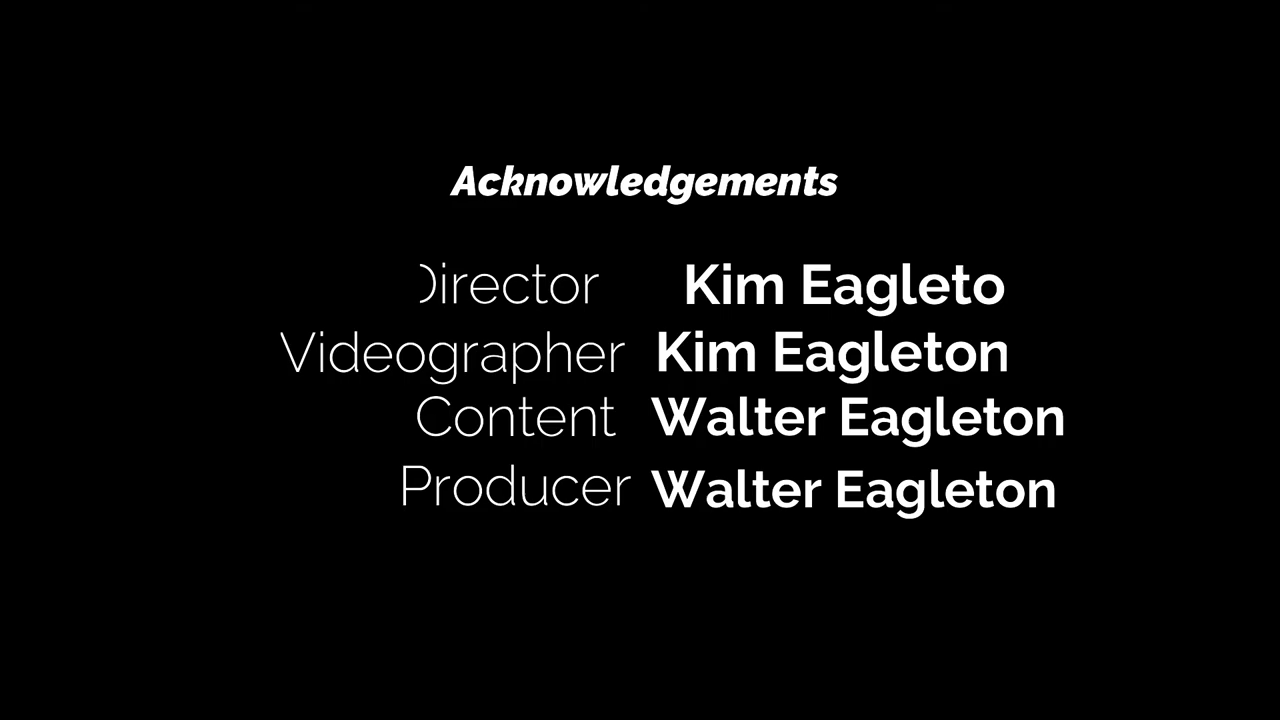 Acknowledgements
Director Kim Eagleto
Videographer Kim Eagleton
Content Walter Eagleton
Producer Walter Eagleton